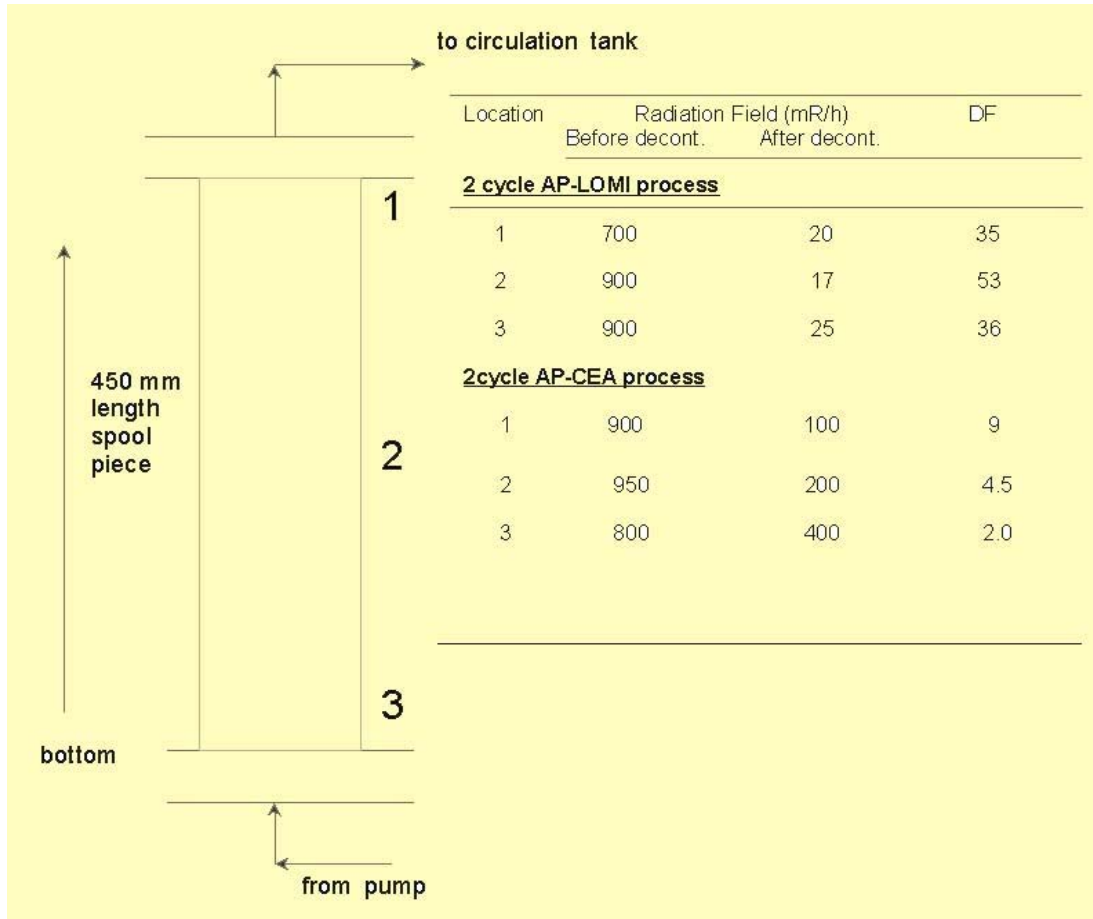 to circulation tank
Location Radiation Field (mR/h) DF
Before decont. After decont.
2 cycle AP-LOMI process
1 700 20 35
2 900 17 53
3 900 25 36
2cycle AP-CEA process
1 900 100 9
2 950 200 4.5
3 800 400 2.0
1
2
3
450 mm
length
spool
piece
bottom
from pump